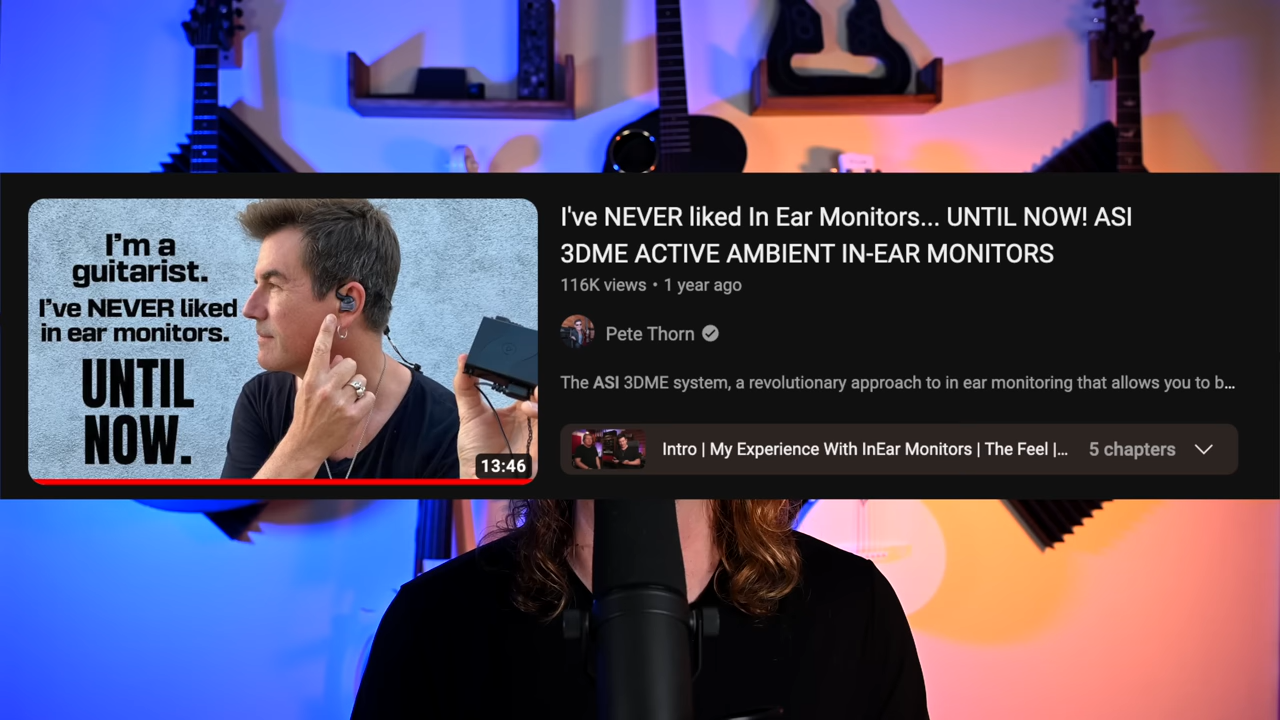 I'm a
guitarist.
I've NEVER liked
in ear monitors.
UNTIL
NOW.
13:46
I've NEVER liked In Ear Monitors... UNTIL NOW! ASI
3DME ACTIVE AMBIENT IN-EAR MONITORS
116K views • 1 year ago
Pete Thorn
The ASI 3DME system, a revolutionary approach to in ear monitoring that allows you to b...
Intro | My Experience With InEar Monitors | The Feel |...
5 chapters